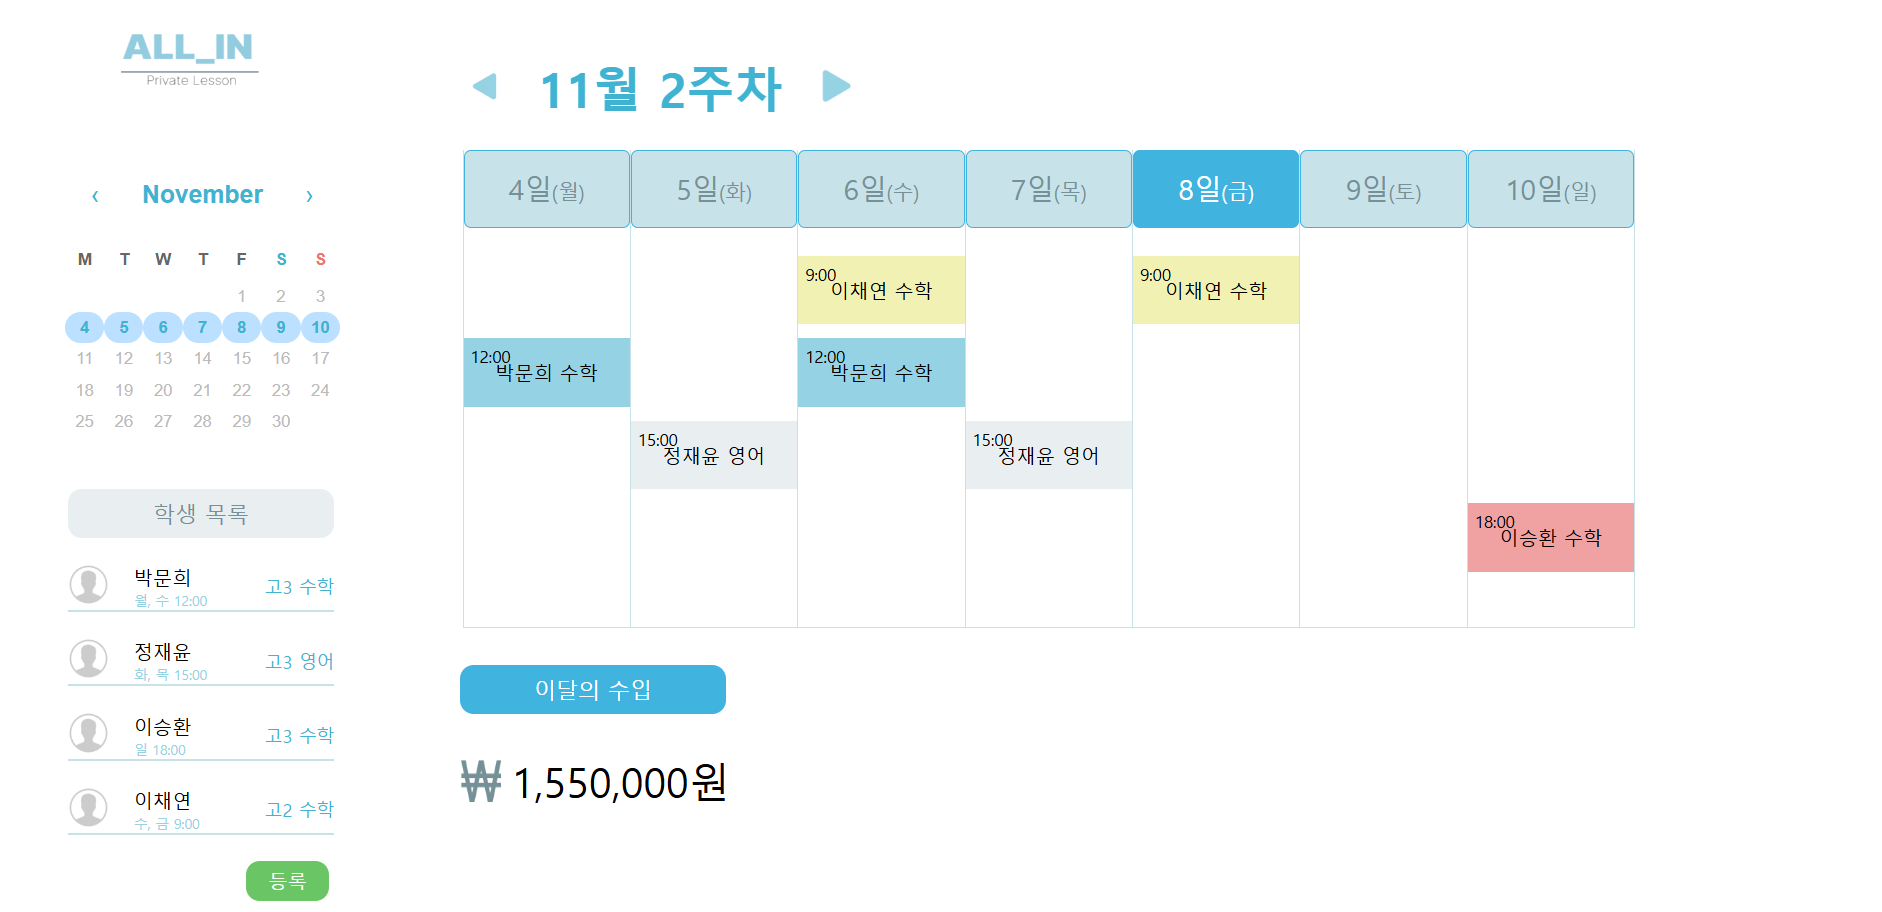 ALL_IN
Private Lesson
‹ November ›
M T W T F S S
1 2 3
4 5 6 7 8 9 10
11 12 13 14 15 16 17
18 19 20 21 22 23 24
25 26 27 28 29 30
학생 목록
박문희
월, 수 12:00
고3 수학
정재윤
화, 목 15:00
고3 영어
이승환
일 18:00
고3 수학
이채연
수, 금 9:00
고2 수학
등록
11월 2주차
4일(월) 5일(화) 6일(수) 7일(목) 8일(금) 9일(토) 10일(일)
9:00
이채연 수학
9:00
이채연 수학
12:00
박문희 수학
12:00
박문희 수학
15:00
정재윤 영어
15:00
정재윤 영어
18:00
이승환 수학
이달의 수입
₩ 1,550,000원